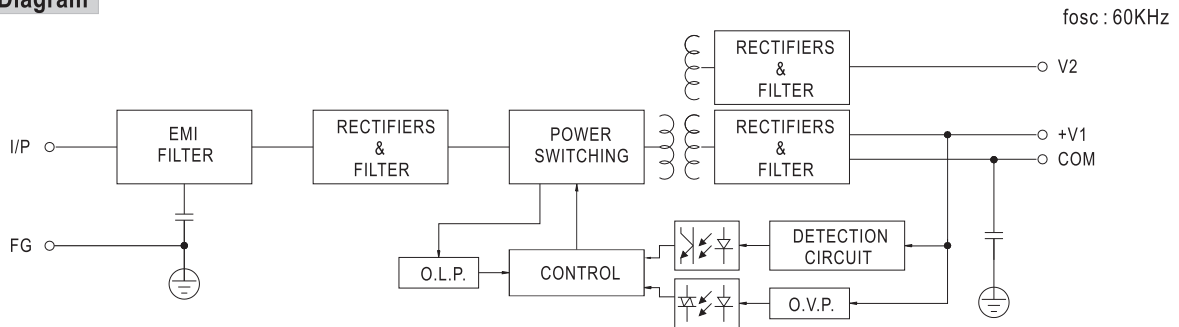 Diagram
fosc : 60KHz
RECTIFIERS
&
FILTER
V2
I/P
EMI
FILTER
RECTIFIERS
&
FILTER
POWER
SWITCHING
RECTIFIERS
&
FILTER
+V1
COM
FG
O.L.P.
CONTROL
DETECTION
CIRCUIT
O.V.P.